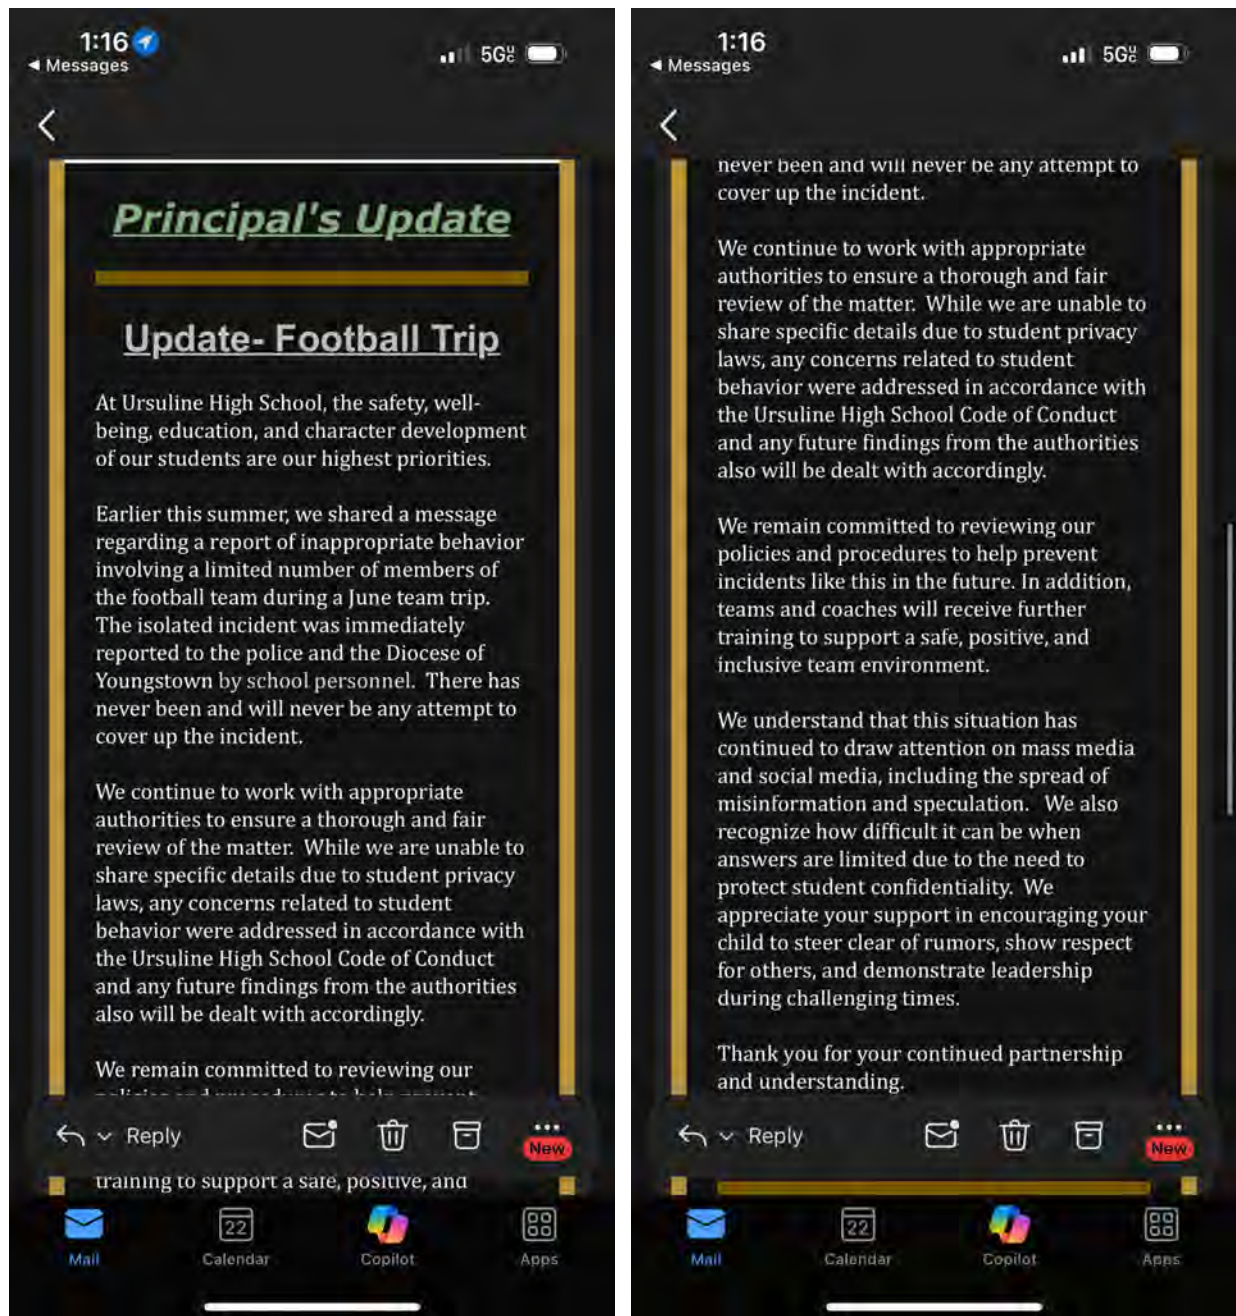 1:16
◄ Messages
5G
Principal's Update
Update- Football Trip
At Ursuline High School, the safety, well-
being, education, and character development
of our students are our highest priorities.
Earlier this summer, we shared a message
regarding a report of inappropriate behavior
involving a limited number of members of
the football team during a June team trip.
The isolated incident was immediately
reported to the police and the Diocese of
Youngstown by school personnel.  There has
never been and will never be any attempt to
cover up the incident.
We continue to work with appropriate
authorities to ensure a thorough and fair
review of the matter.  While we are unable to
share specific details due to student privacy
laws, any concerns related to student
behavior were addressed in accordance with
the Ursuline High School Code of Conduct
and any future findings from the authorities
also will be dealt with accordingly.
We remain committed to reviewing our
policies and procedures to help prevent
Reply
New
training to support a safe, positive, and
22
Mail
Calendar
Copilot
Apps
1:16
◄ Messages
5G
never been and will never be any attempt to
cover up the incident.
We continue to work with appropriate
authorities to ensure a thorough and fair
review of the matter.  While we are unable to
share specific details due to student privacy
laws, any concerns related to student
behavior were addressed in accordance with
the Ursuline High School Code of Conduct
and any future findings from the authorities
also will be dealt with accordingly.
We remain committed to reviewing our
policies and procedures to help prevent
incidents like this in the future. In addition,
teams and coaches will receive further
training to support a safe, positive, and
inclusive team environment.
We understand that this situation has
continued to draw attention on mass media
and social media, including the spread of
misinformation and speculation.   We also
recognize how difficult it can be when
answers are limited due to the need to
protect student confidentiality.  We
appreciate your support in encouraging your
child to steer clear of rumors, show respect
for others, and demonstrate leadership
during challenging times.
Thank you for your continued partnership
and understanding.
Reply
New
22
Mail
Calendar
Copilot
Apps